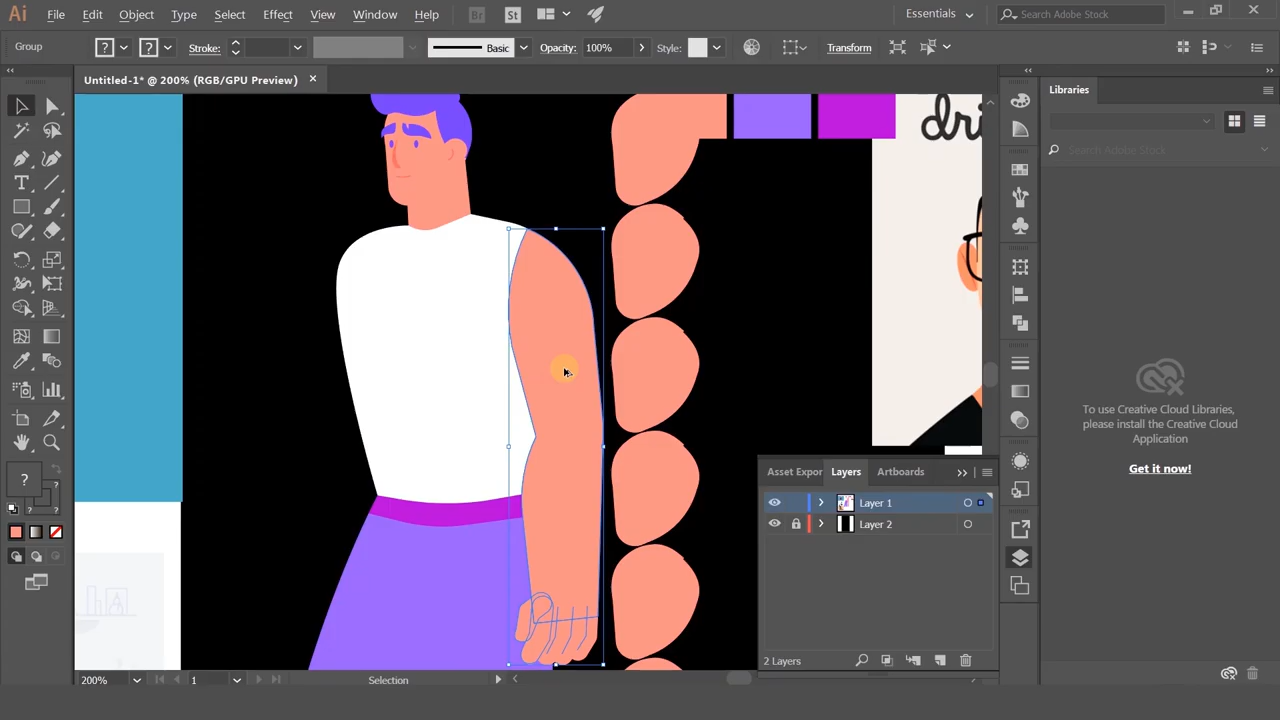 Ai File Edit Object Type Select Effect View Window Help Br St Essentials Search Adobe Stock
Group ? ? Stroke: Basic Opacity: 100% Style: Transform
Untitled-1* @ 200% (RGB/GPU Preview)
Libraries
Search Adobe Stock
To use Creative Cloud Libraries,
please install the Creative Cloud
Application
Get it now!
Asset Expor Layers Artboards
Layer 1
Layer 2
2 Layers
?
?
?
200% 1 Selection